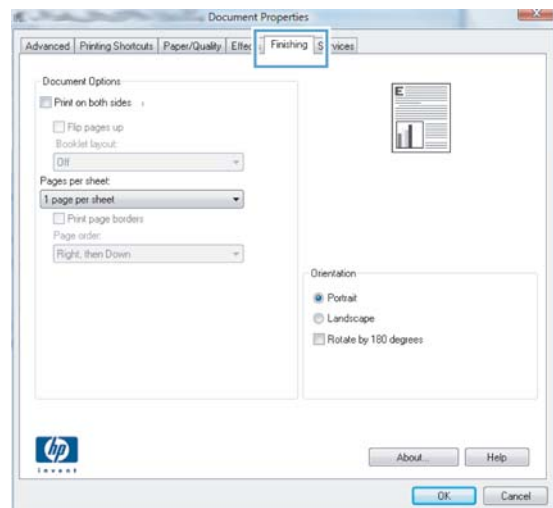 Document Properties
Advanced Printing Shortcuts Paper/Quality Finishing
Document Options
Print on both sides
Flip pages up
Booklet layout:
Off
Pages per sheet:
1 page per sheet
Print page borders
Page order:
Right, then Down
E
Orientation
Portrait
Landscape
Rotate by 180 degrees
hp
invent
About... Help
OK Cancel